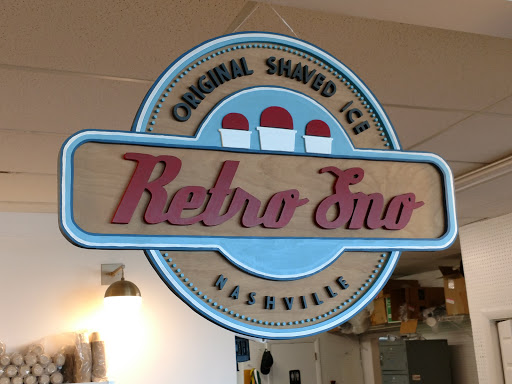 ORIGINAL SHAVED ICE
Retro Sno
NASHVILLE